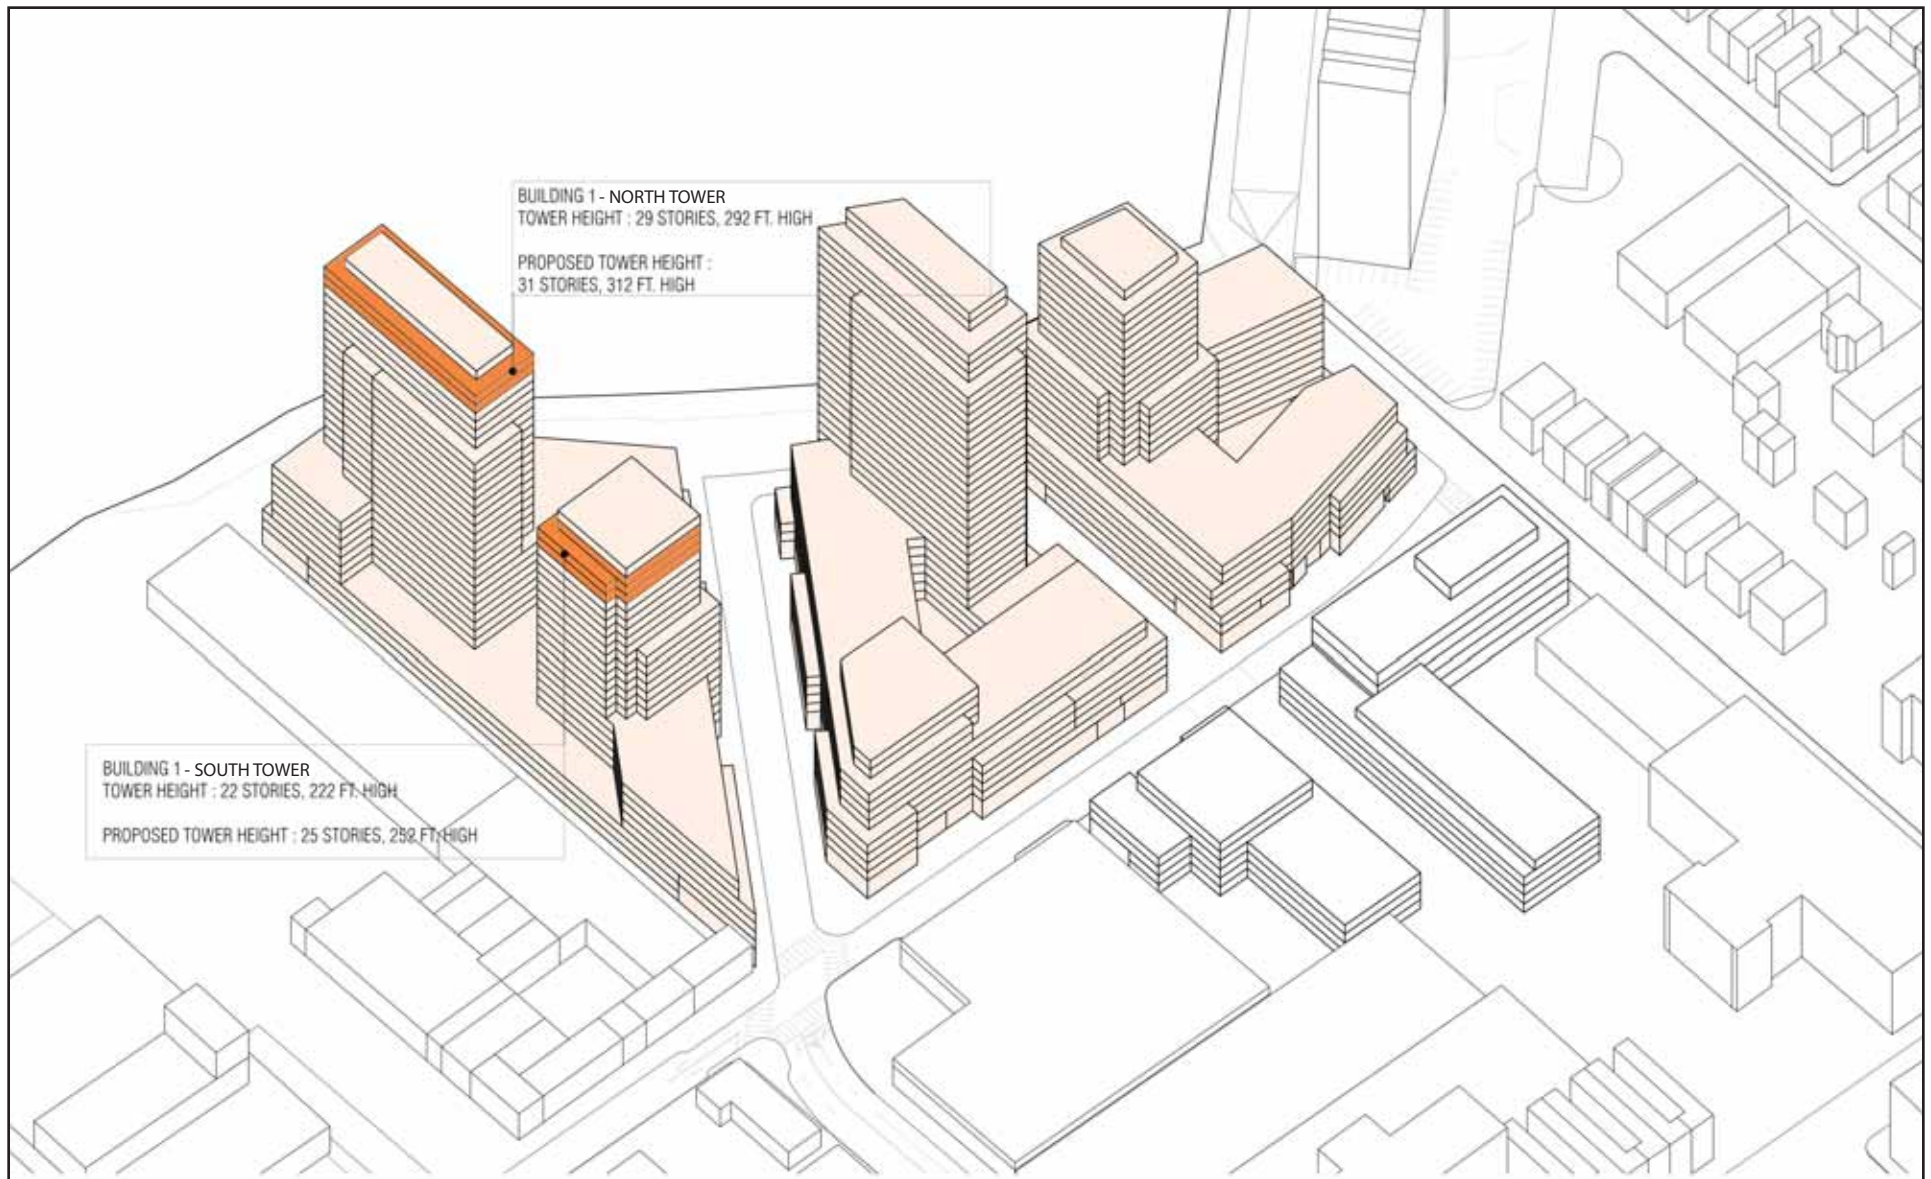 BUILDING 1 - NORTH TOWER
TOWER HEIGHT : 29 STORIES, 292 FT. HIGH
PROPOSED TOWER HEIGHT :
31 STORIES, 312 FT. HIGH
BUILDING 1 - SOUTH TOWER
TOWER HEIGHT : 22 STORIES, 222 FT. HIGH
PROPOSED TOWER HEIGHT : 25 STORIES, 252 FT. HIGH